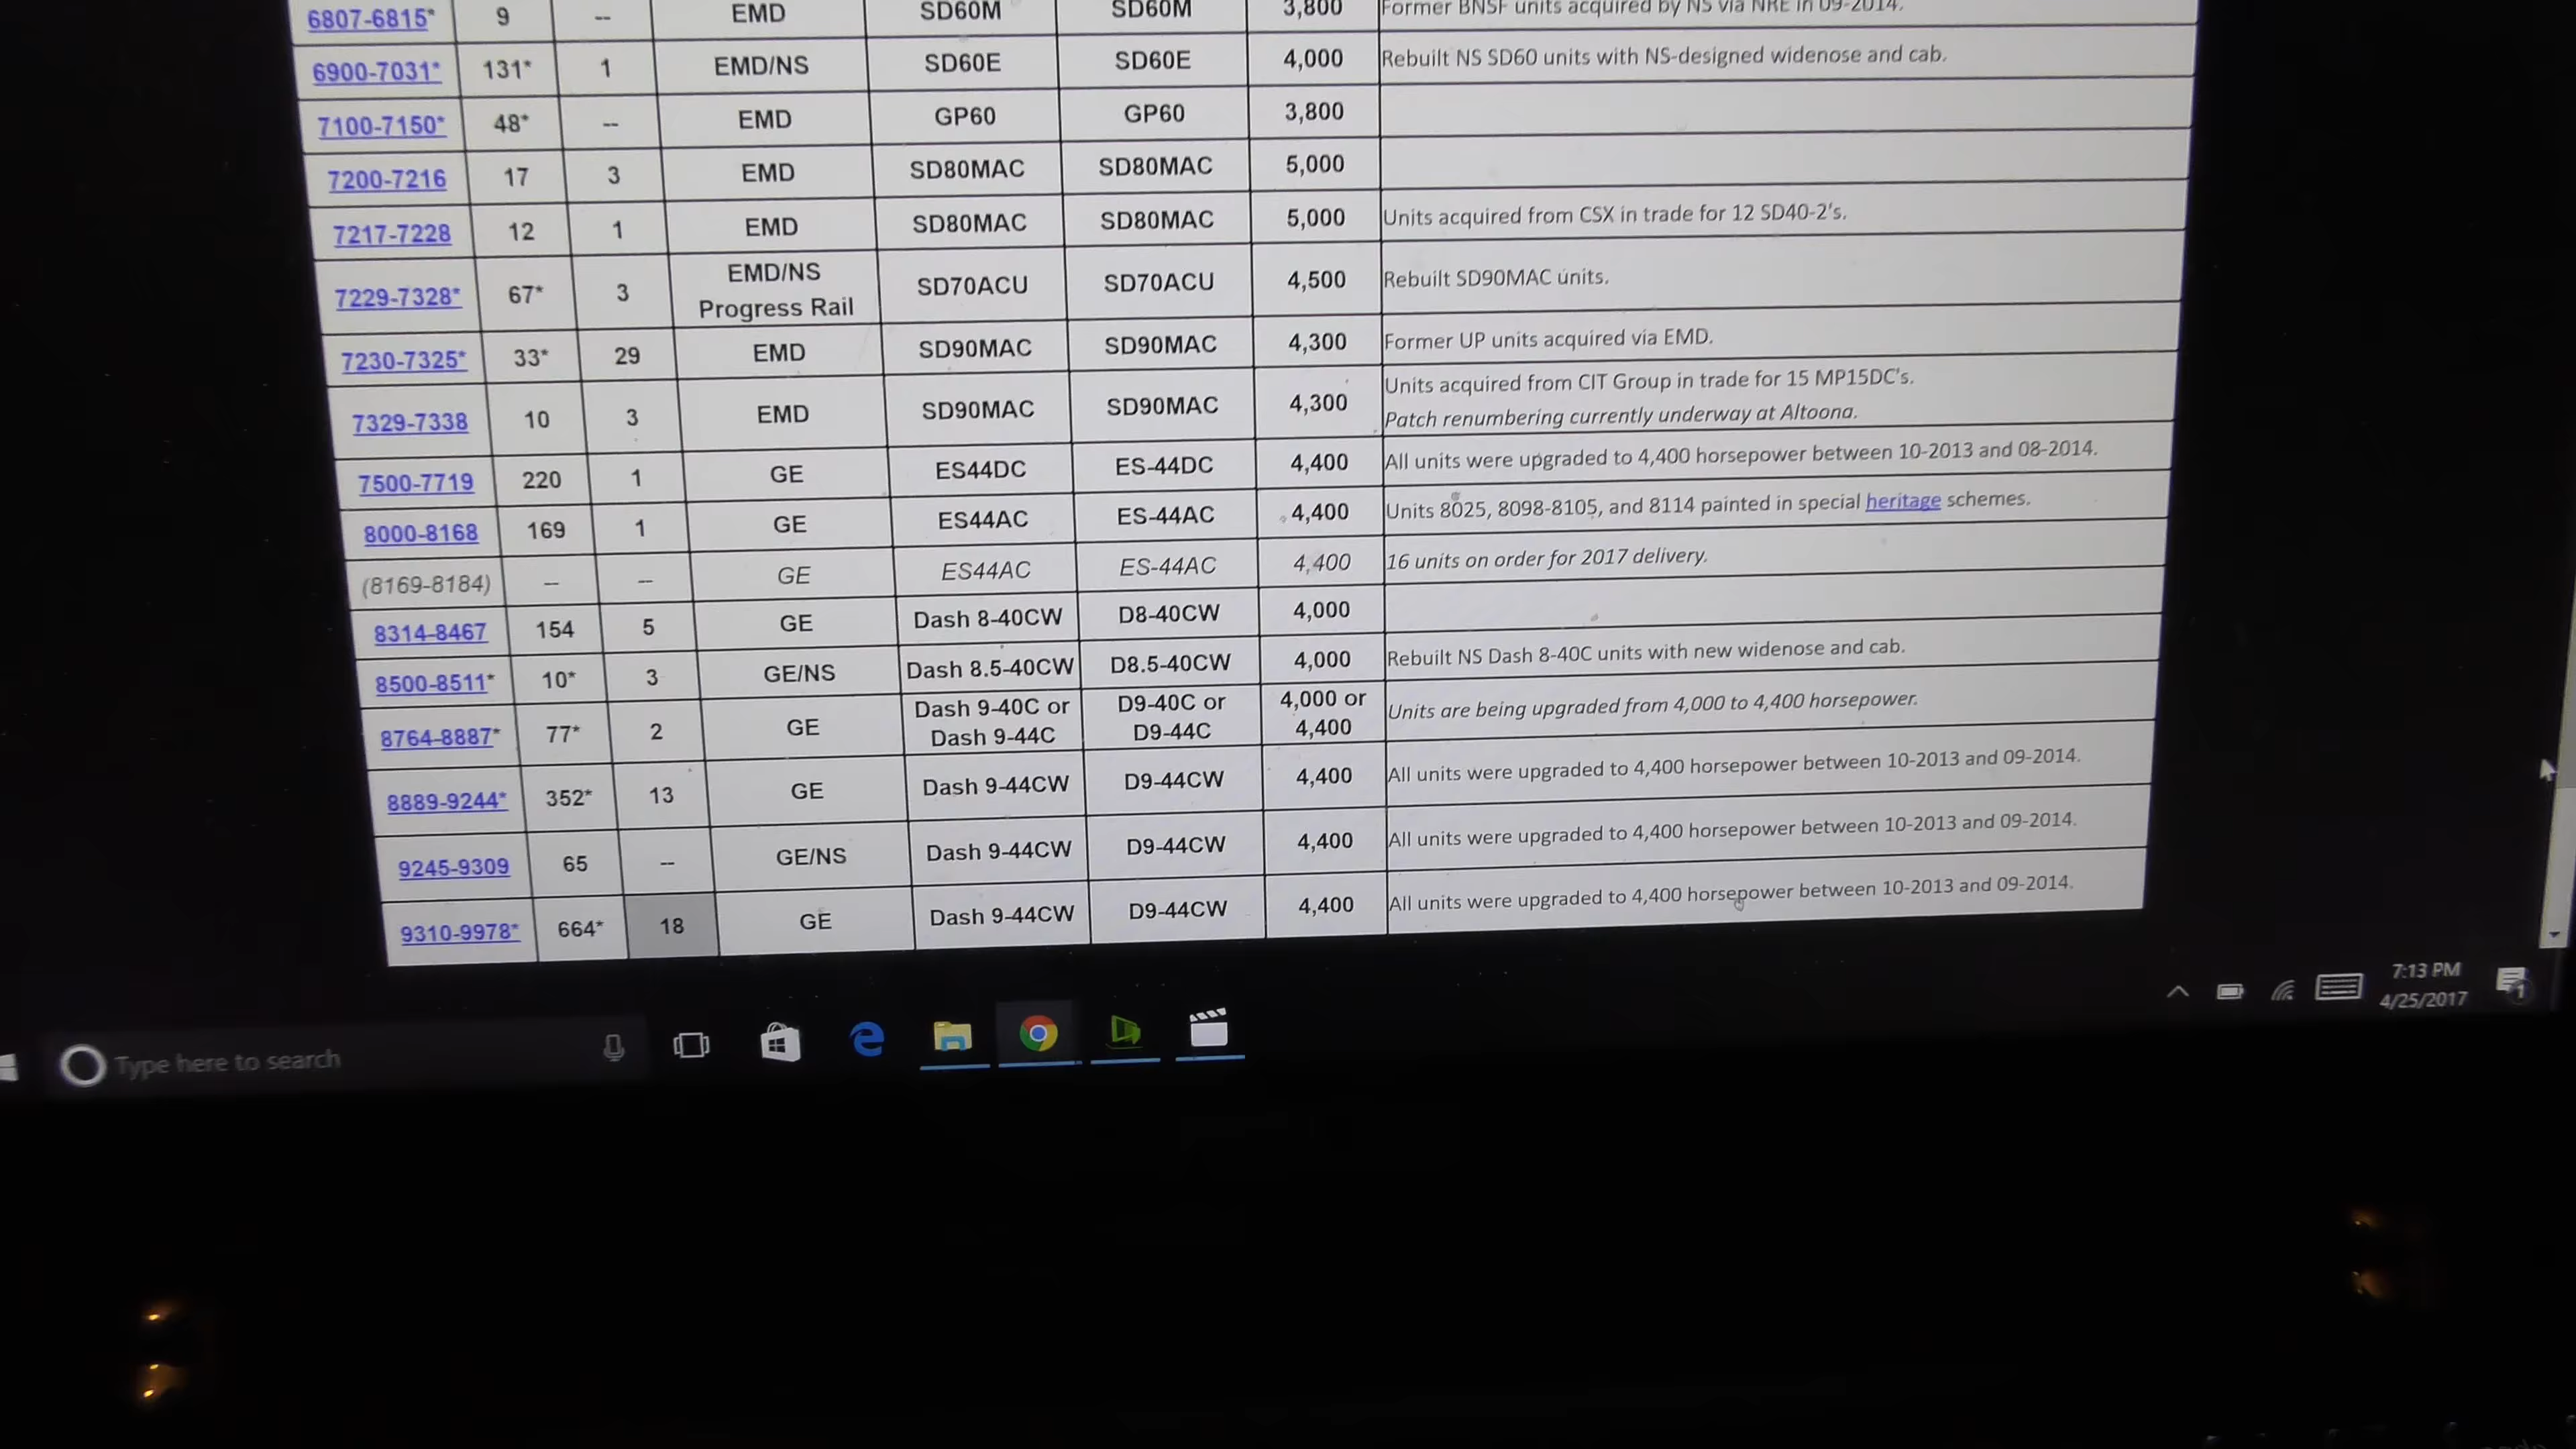 6807-6815* 9 -- EMD SD60M SD60M 3,800 Former BNSF units acquired by NS via NRE in 09-2014.
6900-7031* 131* 1 EMD/NS SD60E SD60E 4,000 Rebuilt NS SD60 units with NS-designed widenose and cab.
7100-7150* 48* -- EMD GP60 GP60 3,800
7200-7216 17 3 EMD SD80MAC SD80MAC 5,000
7217-7228 12 1 EMD SD80MAC SD80MAC 5,000 Units acquired from CSX in trade for 12 SD40-2's.
7229-7328* 67* 3 EMD/NS Progress Rail SD70ACU SD70ACU 4,500 Rebuilt SD90MAC units.
7230-7325* 33* 29 EMD SD90MAC SD90MAC 4,300 Former UP units acquired via EMD.
7329-7338 10 3 EMD SD90MAC SD90MAC 4,300 Units acquired from CIT Group in trade for 15 MP15DC's.
Patch renumbering currently underway at Altoona.
7500-7719 220 1 GE ES44DC ES-44DC 4,400 All units were upgraded to 4,400 horsepower between 10-2013 and 08-2014.
8000-8168 169 1 GE ES44AC ES-44AC 4,400 Units 8025, 8098-8105, and 8114 painted in special heritage schemes.
(8169-8184) -- -- GE ES44AC ES-44AC 4,400 16 units on order for 2017 delivery.
8314-8467 154 5 GE Dash 8-40CW D8-40CW 4,000
8500-8511* 10* 3 GE/NS Dash 8.5-40CW D8.5-40CW 4,000 Rebuilt NS Dash 8-40C units with new widenose and cab.
8764-8887* 77* 2 GE Dash 9-40C or Dash 9-44C D9-40C or D9-44C 4,000 or 4,400 Units are being upgraded from 4,000 to 4,400 horsepower.
8889-9244* 352* 13 GE Dash 9-44CW D9-44CW 4,400 All units were upgraded to 4,400 horsepower between 10-2013 and 09-2014.
9245-9309 65 -- GE/NS Dash 9-44CW D9-44CW 4,400 All units were upgraded to 4,400 horsepower between 10-2013 and 09-2014.
9310-9978* 664* 18 GE Dash 9-44CW D9-44CW 4,400 All units were upgraded to 4,400 horsepower between 10-2013 and 09-2014.
7:13 PM
4/25/2017
1
Type here to search